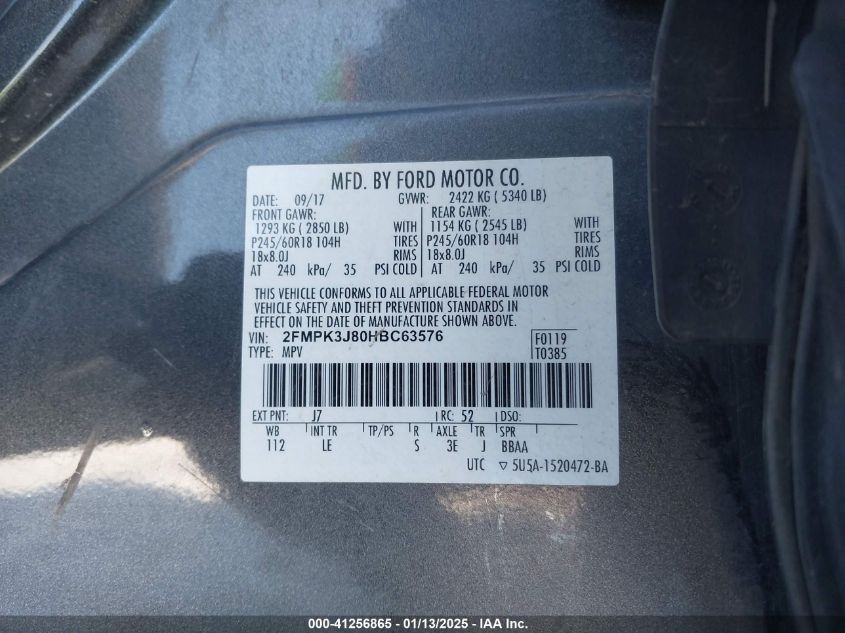 MFD. BY FORD MOTOR CO.
DATE: 09/17 GVWR: 2422 KG ( 5340 LB)
FRONT GAWR: REAR GAWR:
1293 KG ( 2850 LB) WITH 1154 KG ( 2545 LB) WITH
P245/60R18 104H TIRES P245/60R18 104H TIRES
18x8.0J RIMS 18x8.0J RIMS
AT 240 kPa/ 35 PSI COLD AT 240 kPa/ 35 PSI COLD
THIS VEHICLE CONFORMS TO ALL APPLICABLE FEDERAL MOTOR
VEHICLE SAFETY AND THEFT PREVENTION STANDARDS IN
EFFECT ON THE DATE OF MANUFACTURE SHOWN ABOVE.
VIN: 2FMPK3J80HBC63576 F0119
TYPE: MPV T0385
EXT PNT: J7 RC: 52 DSO:
WB INT TR TP/PS R AXLE TR SPR
112 LE S 3E J BBAA
UTC ▽ 5U5A-1520472-BA
000-41256865 | 01/13/2025 | © IAA, Inc.